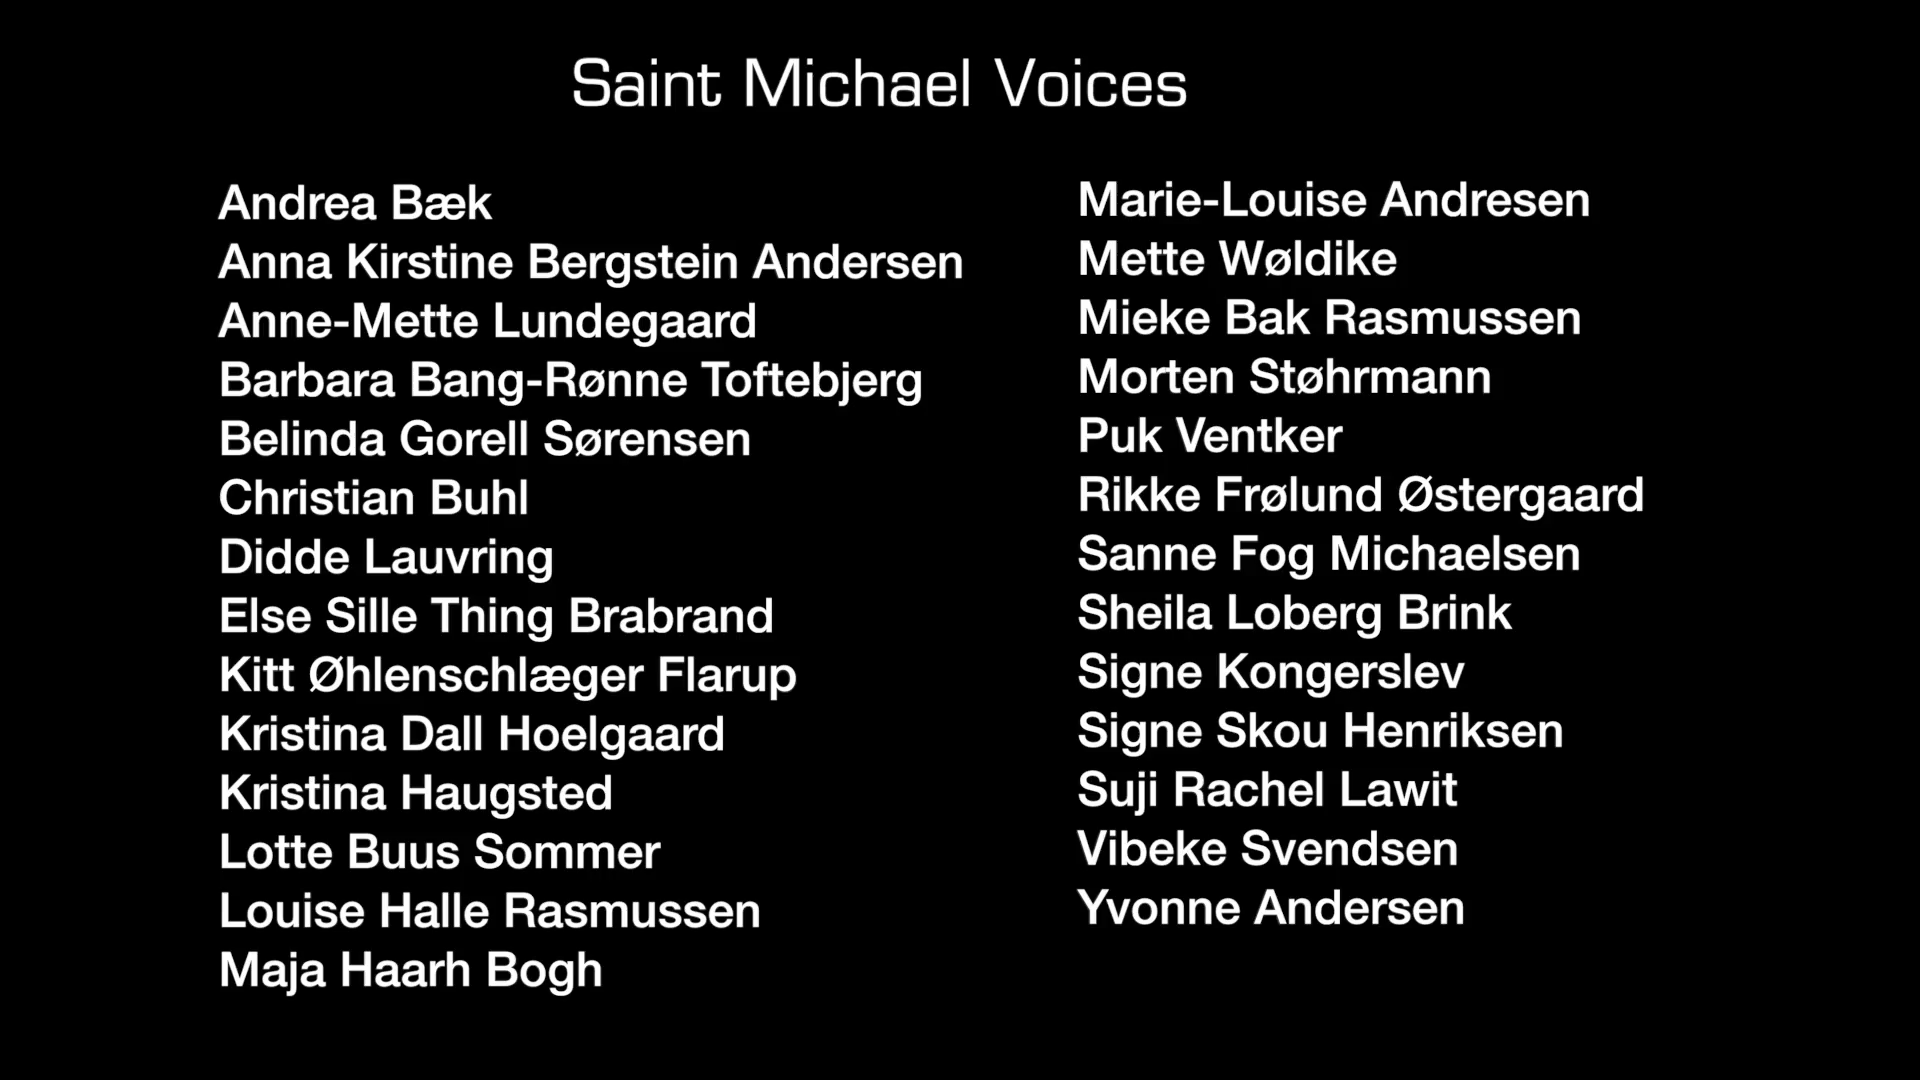 Saint Michael Voices
Andrea Bæk
Anna Kirstine Bergstein Andersen
Anne-Mette Lundegaard
Barbara Bang-Rønne Toftebjerg
Belinda Gorell Sørensen
Christian Buhl
Didde Lauvring
Else Sille Thing Brabrand
Kitt Øhlenschlæger Flarup
Kristina Dall Hoelgaard
Kristina Haugsted
Lotte Buus Sommer
Louise Halle Rasmussen
Maja Haarh Bogh
Marie-Louise Andresen
Mette Wøldike
Mieke Bak Rasmussen
Morten Støhrmann
Puk Ventker
Rikke Frølund Østergaard
Sanne Fog Michaelsen
Sheila Loberg Brink
Signe Kongerslev
Signe Skou Henriksen
Suji Rachel Lawit
Vibeke Svendsen
Yvonne Andersen